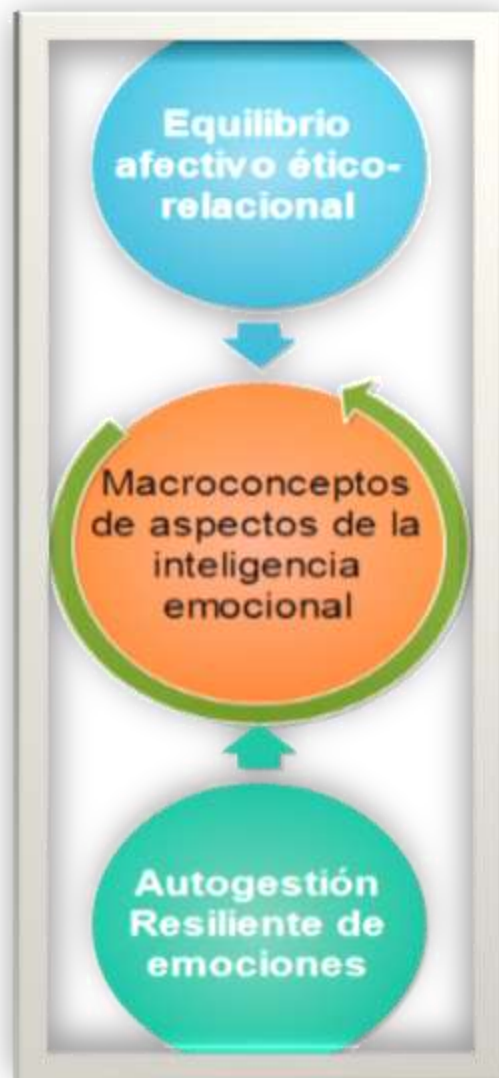 Equilibrio
afectivo ético-
relacional
Macroconceptos
de aspectos de la
inteligencia
emocional
Autogestión
Resiliente de
emociones